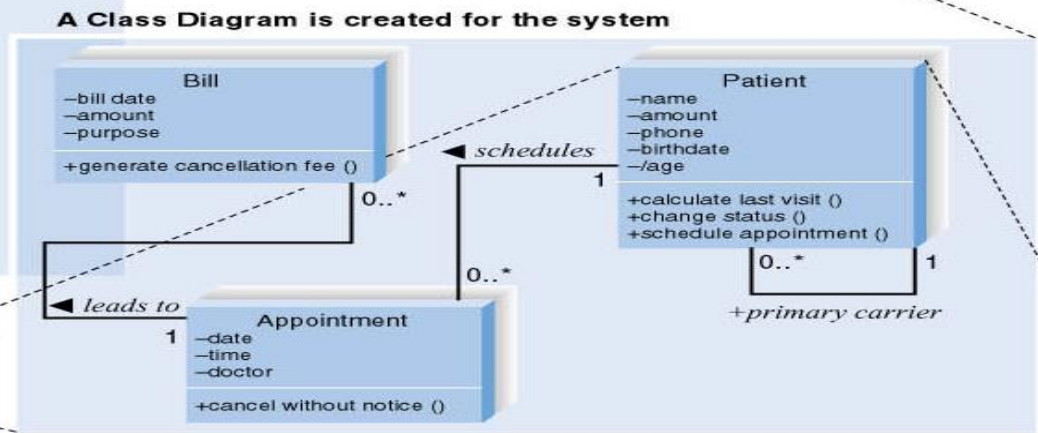 A Class Diagram is created for the system
Bill
–bill date
–amount
–purpose
+generate cancellation fee ()
0..*
Patient
–name
–amount
–phone
–birthdate
–/age
+calculate last visit ()
+change status ()
+schedule appointment ()
◄ schedules
1
0..*
0..*
1
+primary carrier
◄ leads to
1
Appointment
–date
–time
–doctor
+cancel without notice ()